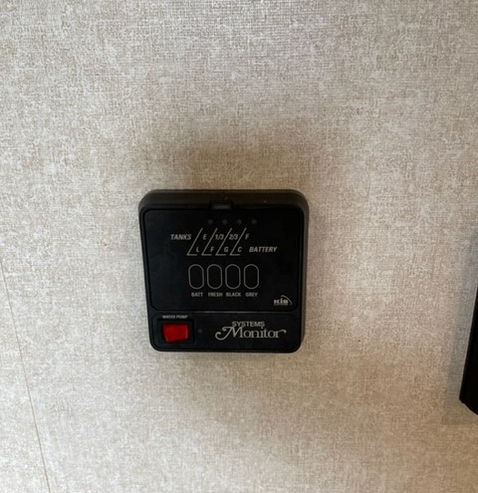 TANKS E 1/3 2/3 F
L F G C BATTERY
BATT FRESH BLACK GREY
KIB
WATER PUMP
SYSTEMS
Monitor